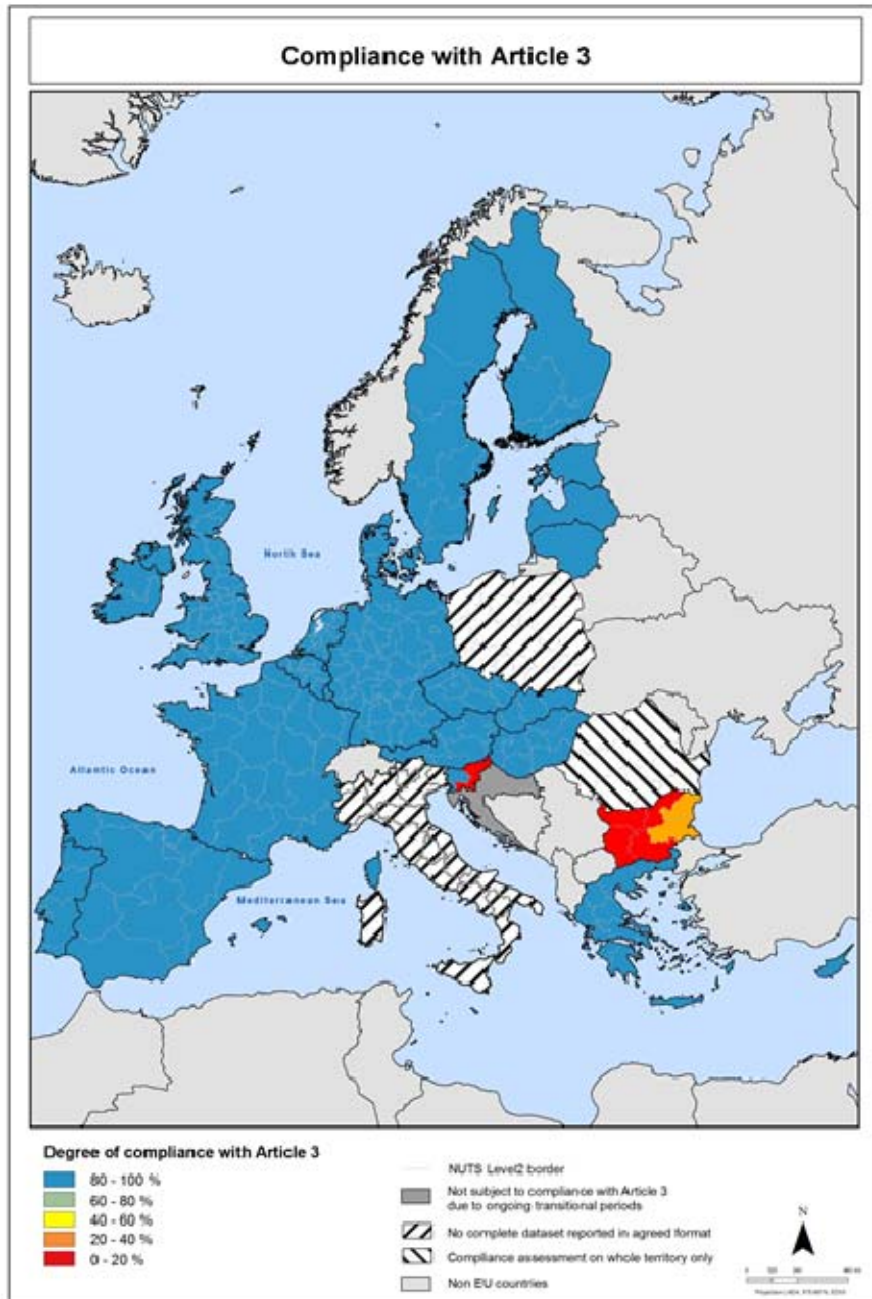 Compliance with Article 3
North Sea
Atlantic Ocean
Mediterranean Sea
Degree of compliance with Article 3
80 - 100 %
60 - 80 %
40 - 60 %
20 - 40 %
0 - 20 %
NUTS Level2 border
Not subject to compliance with Article 3
due to ongoing transitional periods
No complete dataset reported in agreed format
Compliance assessment on whole territory only
Non EU countries
N